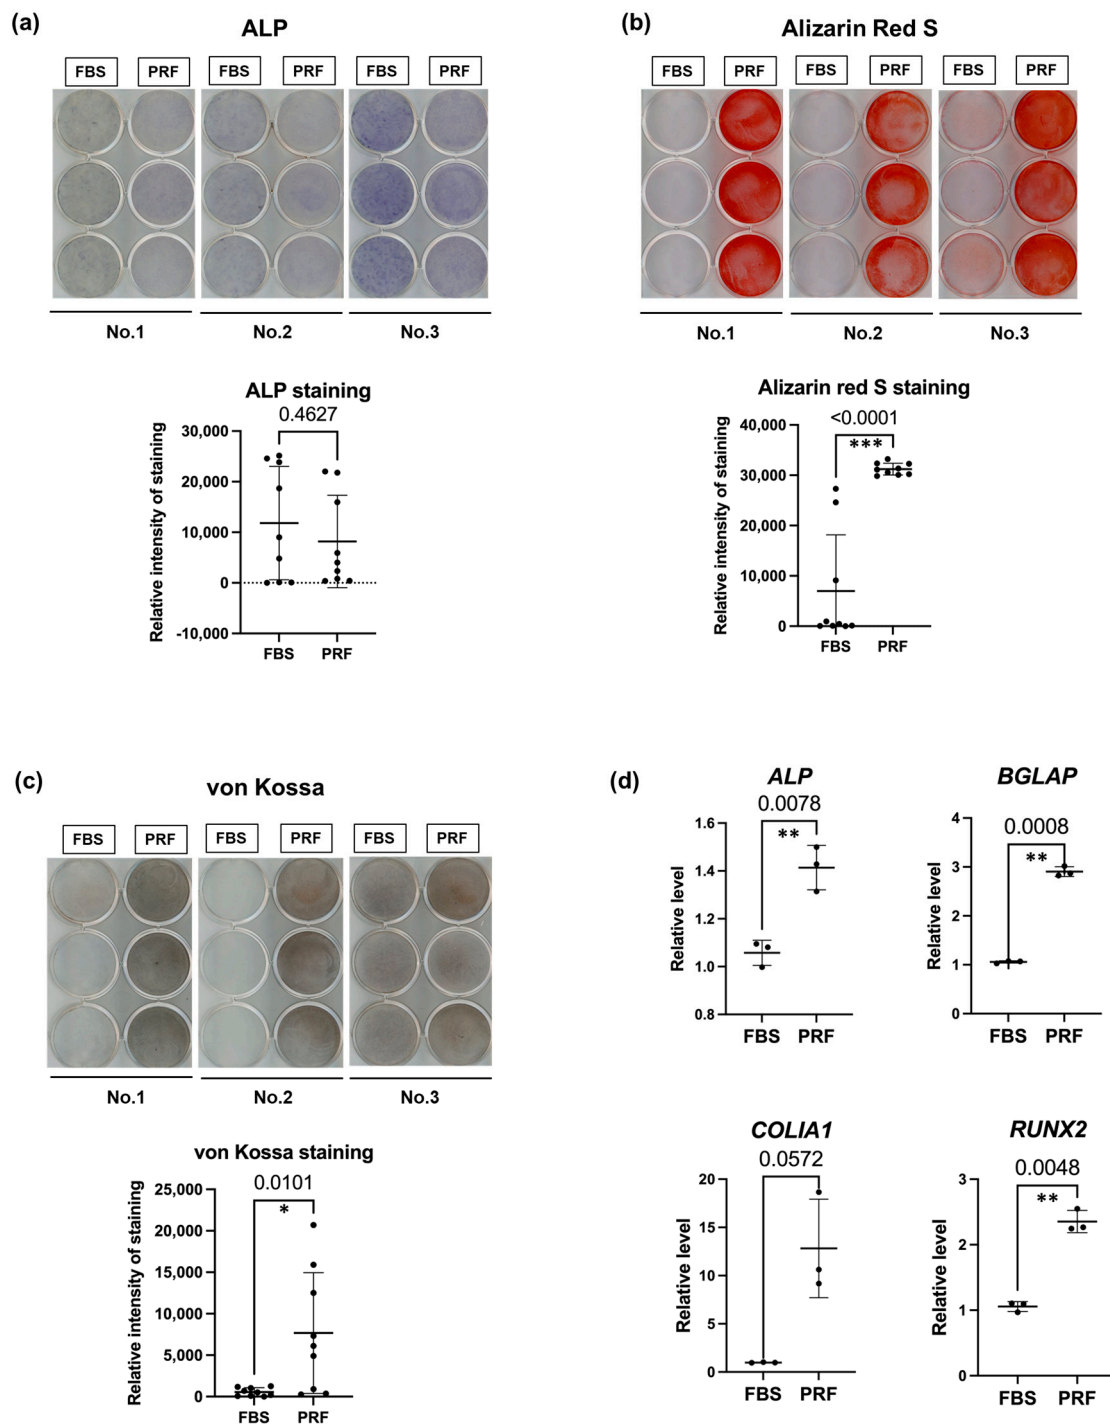 (a)
ALP
FBS PRF FBS PRF FBS PRF
No.1 No.2 No.3
ALP staining
0.4627
Relative intensity of staining
30,000
20,000
10,000
0
-10,000
FBS PRF
(b)
Alizarin Red S
FBS PRF FBS PRF FBS PRF
No.1 No.2 No.3
Alizarin red S staining
<0.0001
***
Relative intensity of staining
40,000
30,000
20,000
10,000
0
FBS PRF
(c)
von Kossa
FBS PRF FBS PRF FBS PRF
No.1 No.2 No.3
von Kossa staining
0.0101
*
Relative intensity of staining
25,000
20,000
15,000
10,000
5,000
0
FBS PRF
(d)
ALP
0.0078
**
Relative level
1.6
1.4
1.2
1.0
0.8
FBS PRF
BGLAP
0.0008
**
Relative level
4
3
2
1
0
FBS PRF
COLIA1
0.0572
Relative level
20
15
10
5
0
FBS PRF
RUNX2
0.0048
**
Relative level
3
2
1
0
FBS PRF